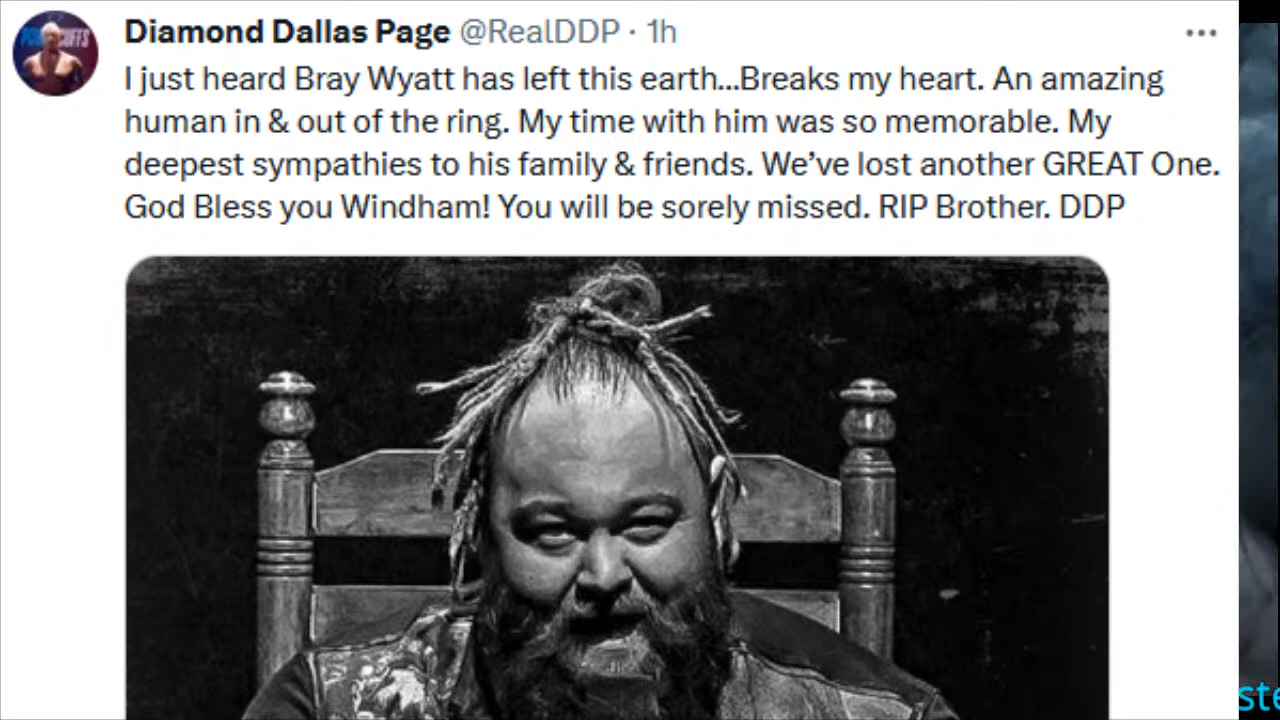 Diamond Dallas Page @RealDDP · 1h
I just heard Bray Wyatt has left this earth...Breaks my heart. An amazing
human in & out of the ring. My time with him was so memorable. My
deepest sympathies to his family & friends. We’ve lost another GREAT One.
God Bless you Windham! You will be sorely missed. RIP Brother. DDP
ste